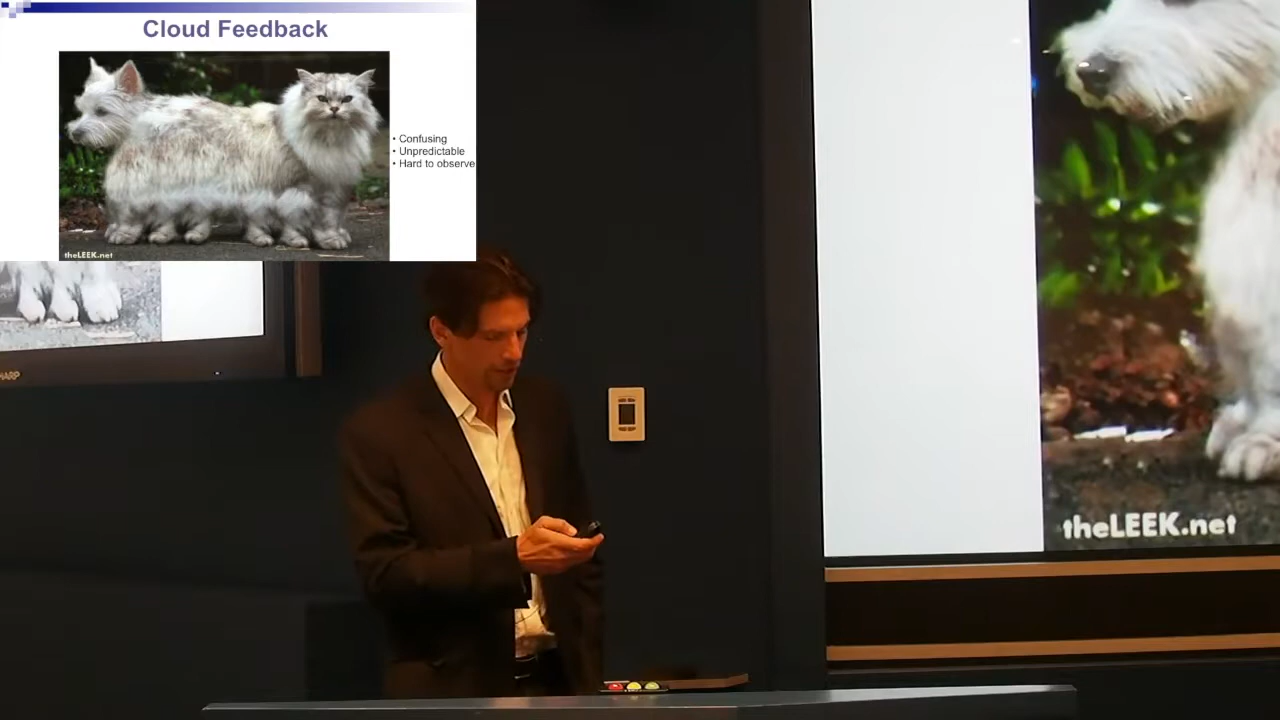 Cloud Feedback
• Confusing
• Unpredictable
• Hard to observe
theLEEK.net
theLEEK.net